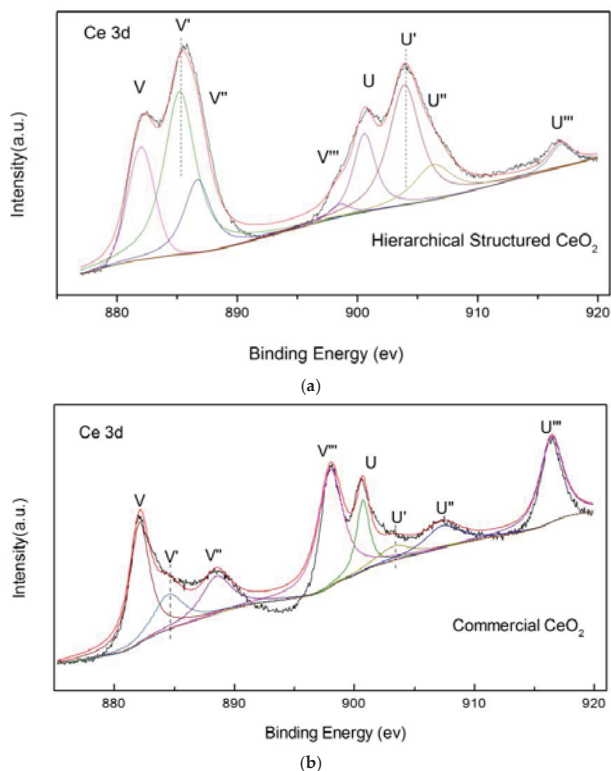 Ce 3d
V
V'
V''
V'''
U
U'
U''
U'''
Intensity(a.u.)
Hierarchical Structured CeO₂
880 890 900 910 920
Binding Energy (ev)
(a)
Ce 3d
V
V'
V''
V'''
U
U'
U''
U'''
Intensity(a.u.)
Commercial CeO₂
880 890 900 910 920
Binding Energy (ev)
(b)